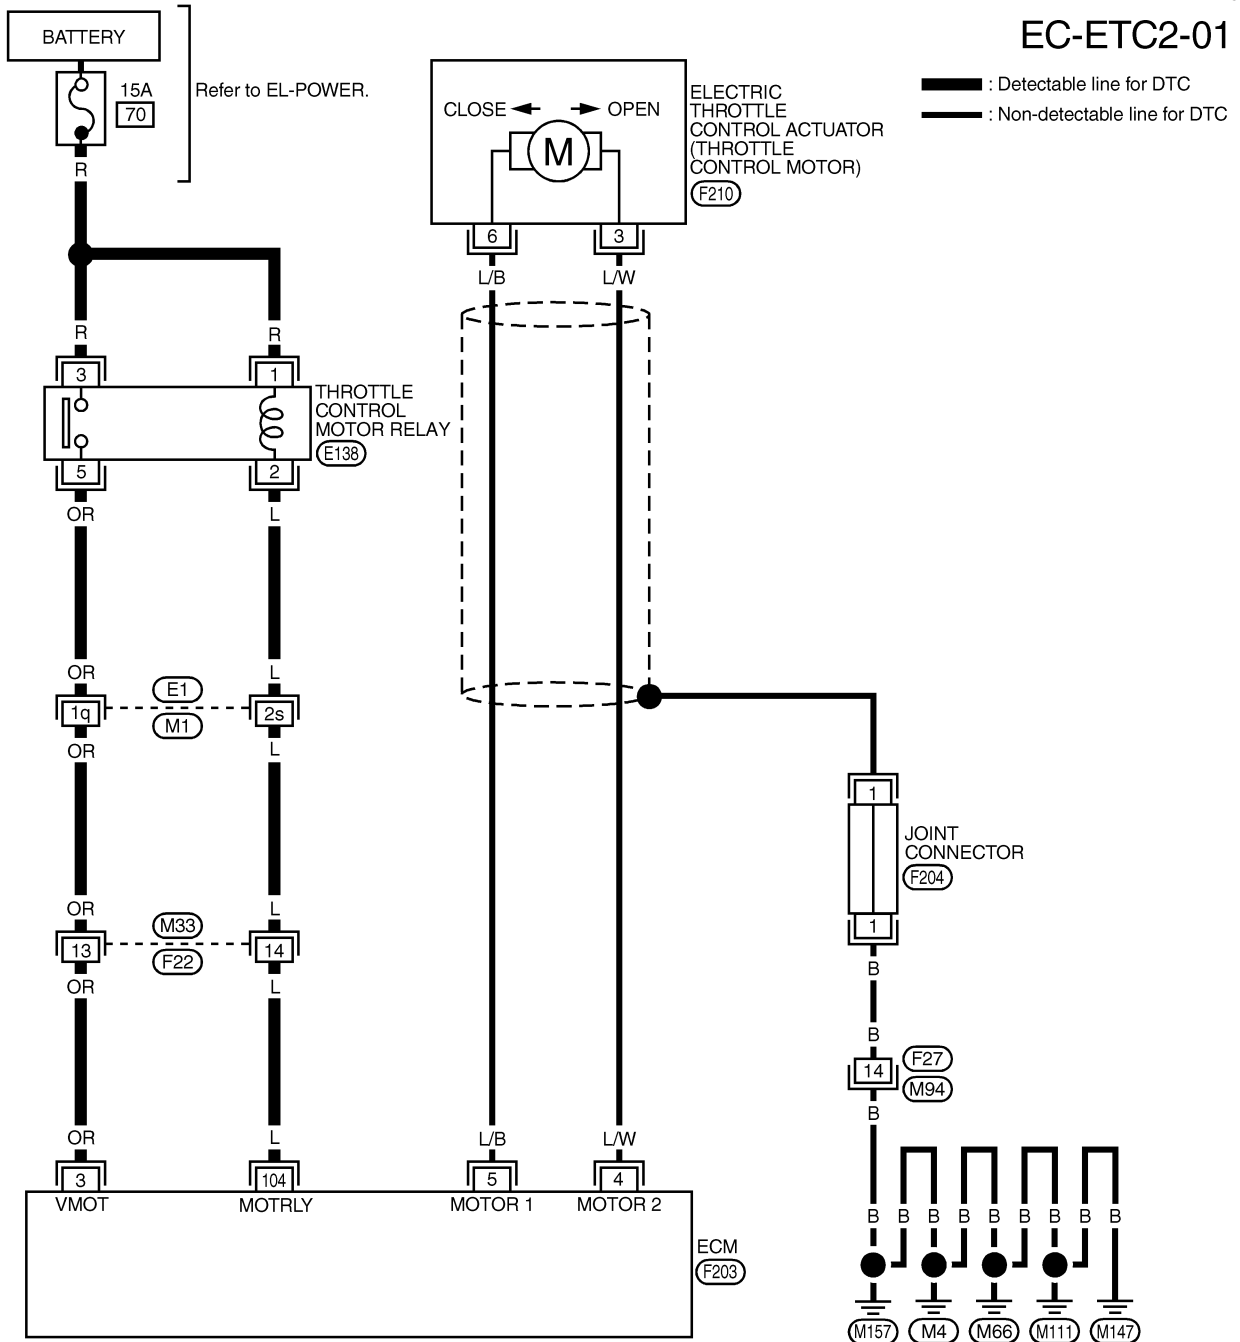 EC-ETC2-01
: Detectable line for DTC
: Non-detectable line for DTC
BATTERY
15A
70
Refer to EL-POWER.
R
R
R
3
1
THROTTLE
CONTROL
MOTOR RELAY
E138
5
2
OR
L
OR
L
1q
E1
M1
2s
OR
L
OR
L
13
M33
F22
14
OR
L
OR
L
3
104
VMOT
MOTRLY
CLOSE
OPEN
M
ELECTRIC
THROTTLE
CONTROL ACTUATOR
(THROTTLE
CONTROL MOTOR)
F210
6
3
L/B
L/W
L/B
L/W
5
4
MOTOR 1
MOTOR 2
ECM
F203
1
JOINT
CONNECTOR
F204
1
B
B
14
F27
M94
B
B B B B B B B B B
M157 M4 M66 M111 M147